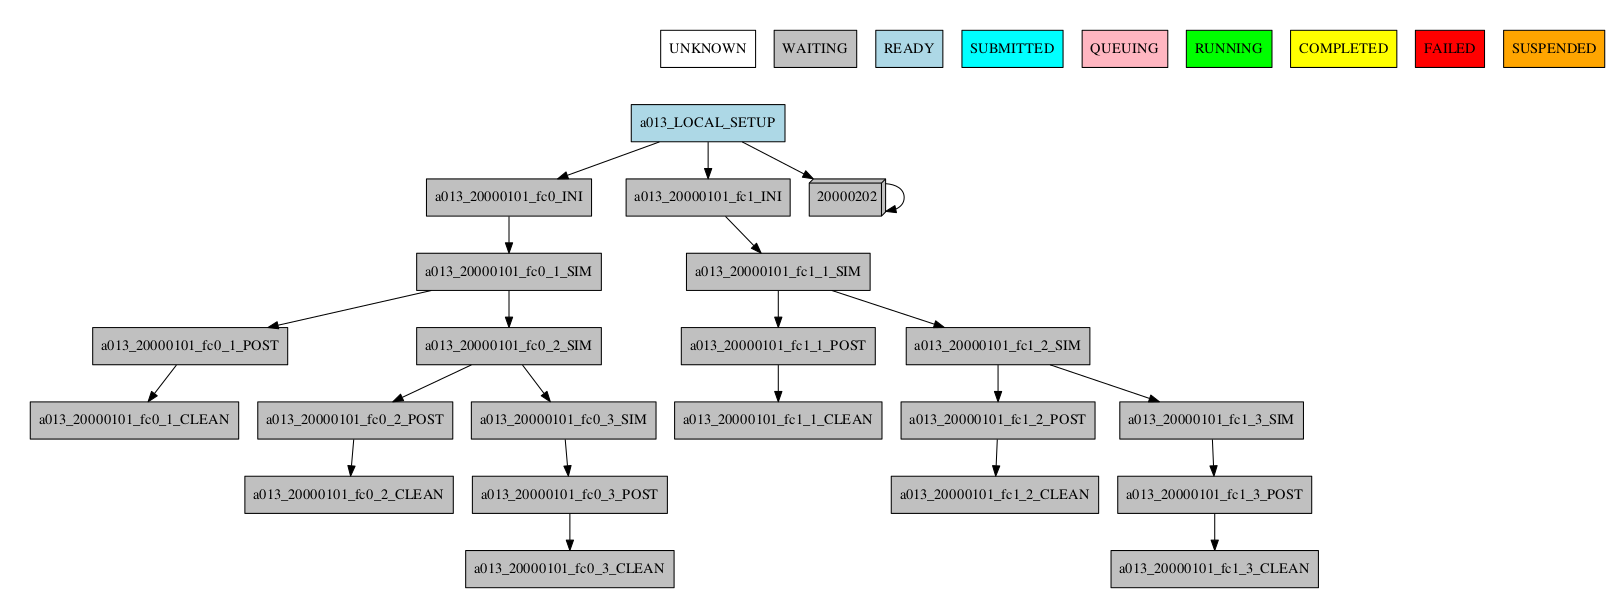 UNKNOWN WAITING READY SUBMITTED QUEUING RUNNING COMPLETED FAILED SUSPENDED
a013_LOCAL_SETUP
a013_20000101_fc0_INI a013_20000101_fc1_INI 20000202
a013_20000101_fc0_1_SIM a013_20000101_fc1_1_SIM
a013_20000101_fc0_1_POST a013_20000101_fc0_2_SIM a013_20000101_fc1_1_POST a013_20000101_fc1_2_SIM
a013_20000101_fc0_1_CLEAN a013_20000101_fc0_2_POST a013_20000101_fc0_3_SIM a013_20000101_fc1_1_CLEAN a013_20000101_fc1_2_POST a013_20000101_fc1_3_SIM
a013_20000101_fc0_2_CLEAN a013_20000101_fc0_3_POST a013_20000101_fc1_2_CLEAN a013_20000101_fc1_3_POST
a013_20000101_fc0_3_CLEAN a013_20000101_fc1_3_CLEAN